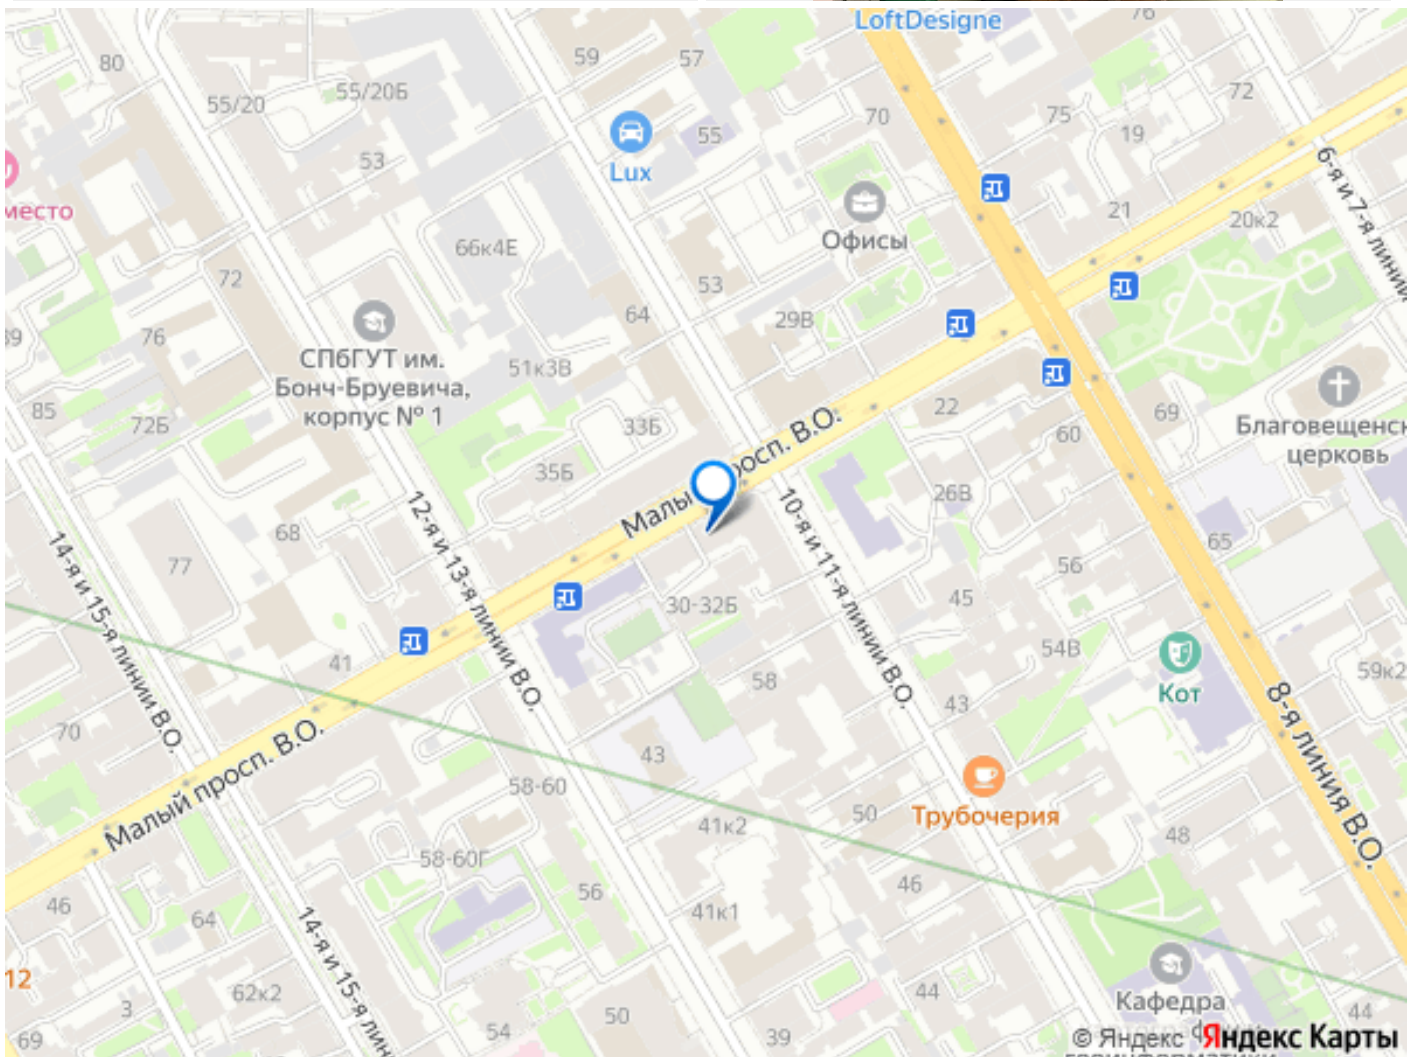 LoftDesigne
76
80
59
57
55/20
55/20Б
70
75
72
19
55
53
Lux
место
66к4Е
Офисы
21
20к2
6-я и 7-я линии
72
53
64
29В
89
76
СПбГУТ им.
Бонч-Бруевича,
корпус № 1
51к3В
85
72Б
33Б
22
69
Благовещенск
церковь
60
Малы
росп. В.О.
35Б
26В
12-я и 13-я линии В.О.
10-я и 11-я линии В.О.
14-я и 15-я линии В.О.
68
77
65
56
30-32Б
45
41
58
54В
Кот
59к2
43
8-я линия В.О.
70
Малый просп. В.О.
43
58-60
Трубочерия
50
41к2
48
58-60Г
46
56
46
64
41к1
14-я и 15-я лин
12
62к2
3
44
Кафедра
44
50
54
39
69
© Яндекс Яндекс Карты
геоинформатики